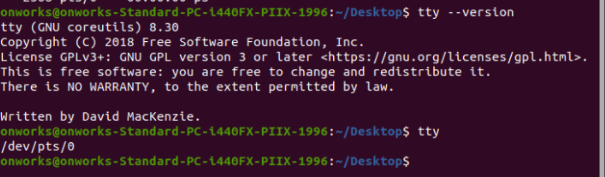 onworks@onworks-Standard-PC-i440FX-PIIX-1996:~/Desktop$ tty --version
tty (GNU coreutils) 8.30
Copyright (C) 2018 Free Software Foundation, Inc.
License GPLv3+: GNU GPL version 3 or later <https://gnu.org/licenses/gpl.html>.
This is free software: you are free to change and redistribute it.
There is NO WARRANTY, to the extent permitted by law.
Written by David MacKenzie.
onworks@onworks-Standard-PC-i440FX-PIIX-1996:~/Desktop$ tty
/dev/pts/0
onworks@onworks-Standard-PC-i440FX-PIIX-1996:~/Desktop$